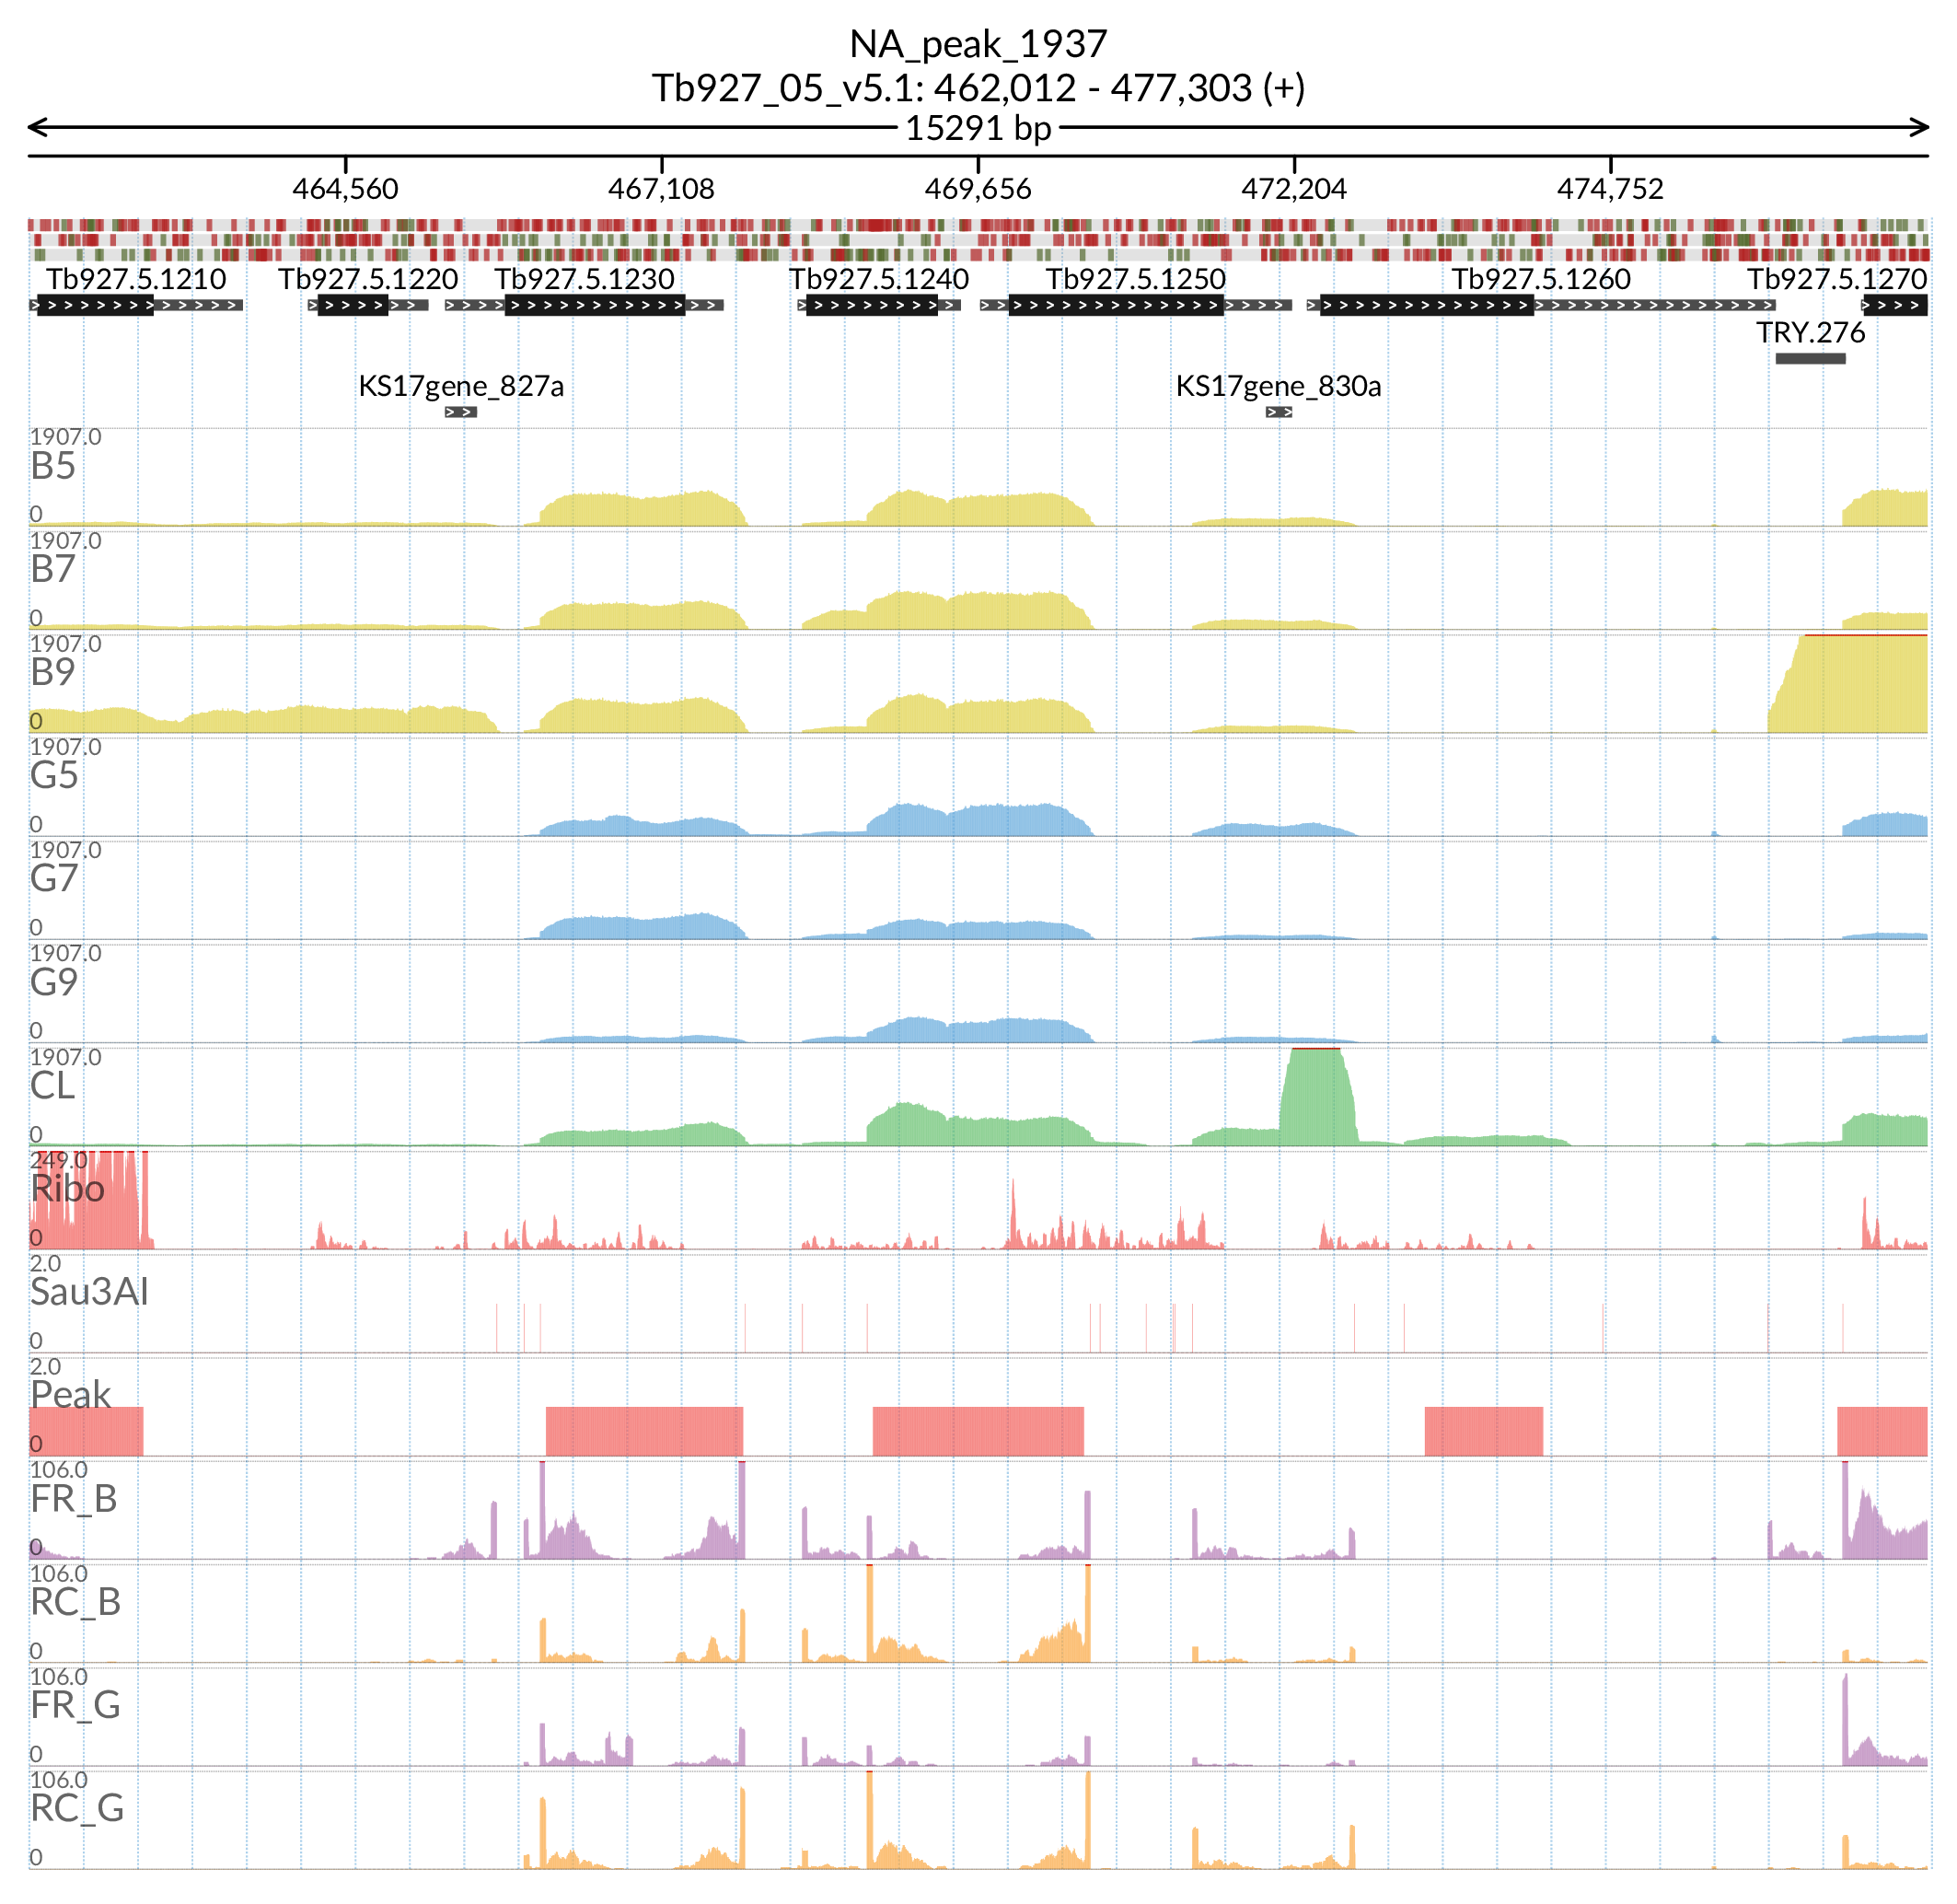 NA_peak_1937
Tb927_05_v5.1: 462,012 - 477,303 (+)
15291 bp
464,560 467,108 469,656 472,204 474,752
Tb927.5.1210 Tb927.5.1220 Tb927.5.1230 Tb927.5.1240 Tb927.5.1250 Tb927.5.1260 Tb927.5.1270
TRY.276
KS17gene_827a KS17gene_830a
1907.0
B5
0
1907.0
B7
0
1907.0
B9
0
1907.0
G5
0
1907.0
G7
0
1907.0
G9
0
1907.0
CL
0
249.0
Ribo
0
2.0
Sau3AI
0
2.0
Peak
0
106.0
FR_B
0
106.0
RC_B
0
106.0
FR_G
0
106.0
RC_G
0